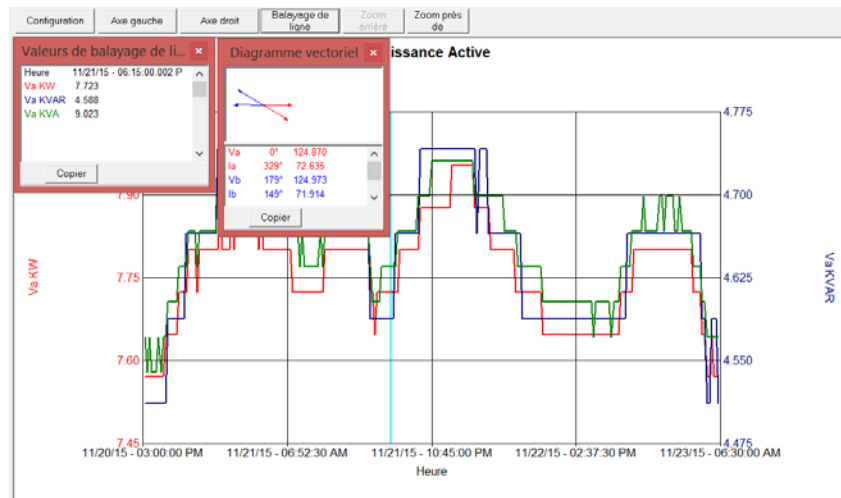 Configuration
Axe gauche
Axe droit
Balayage de
ligne
Zoom
arrière
Zoom près
de
Valeurs de balayage de li... ×
Heure 11/21/15 - 06:15:00.002 P
Va KW 7.723
Va KVAR 4.588
Va KVA 9.023
Copier
Diagramme vectoriel ×
Va 0° 124.870
Ia 329° 72.635
Vb 179° 124.973
Ib 149° 71.914
Copier
issance Active
7.90
7.75
7.60
7.45
Va KW
4.775
4.700
4.625
4.550
4.475
Va KVAR
11/20/15 - 03:00:00 PM
11/21/15 - 06:52:30 AM
11/21/15 - 10:45:00 PM
11/22/15 - 02:37:30 PM
11/23/15 - 06:30:00 AM
Heure